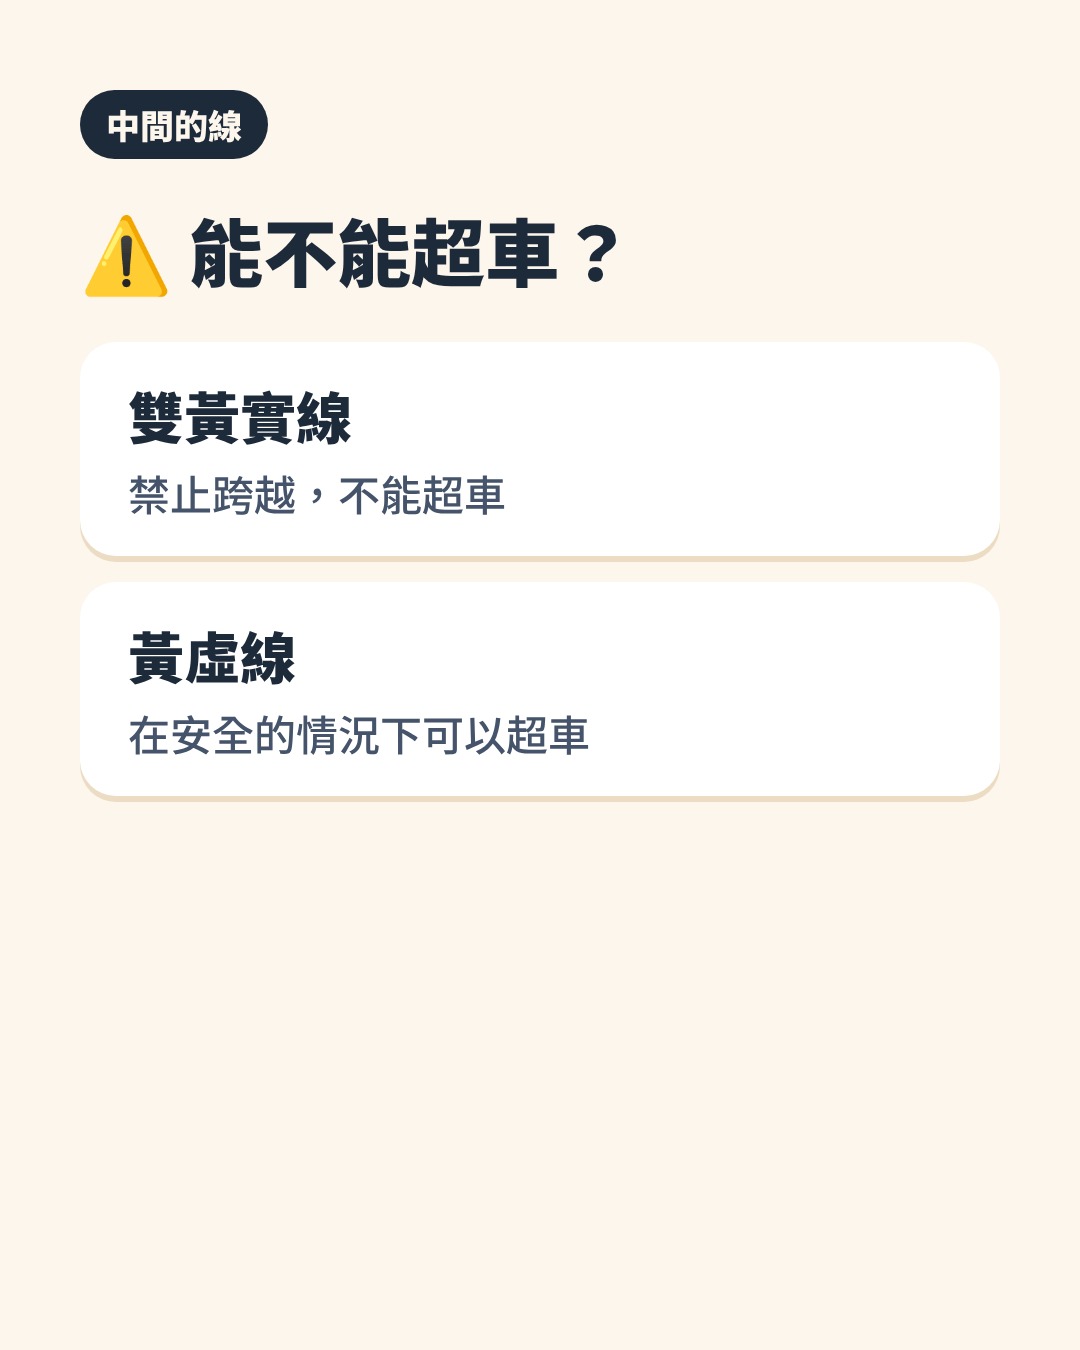 中間的線
⚠️ 能不能超車？
雙黃實線
禁止跨越，不能超車
黃虛線
在安全的情況下可以超車